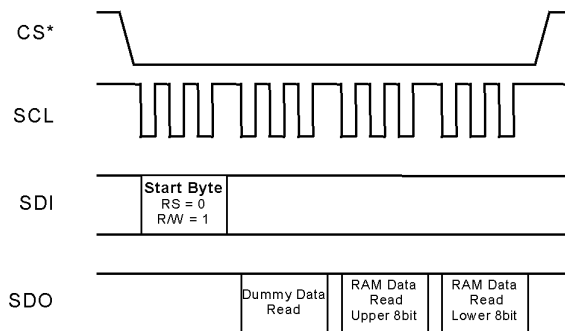 CS*
SCL
SDI
Start Byte
RS = 0
R/W = 1
SDO
Dummy Data
Read
RAM Data
Read
Upper 8bit
RAM Data
Read
Lower 8bit